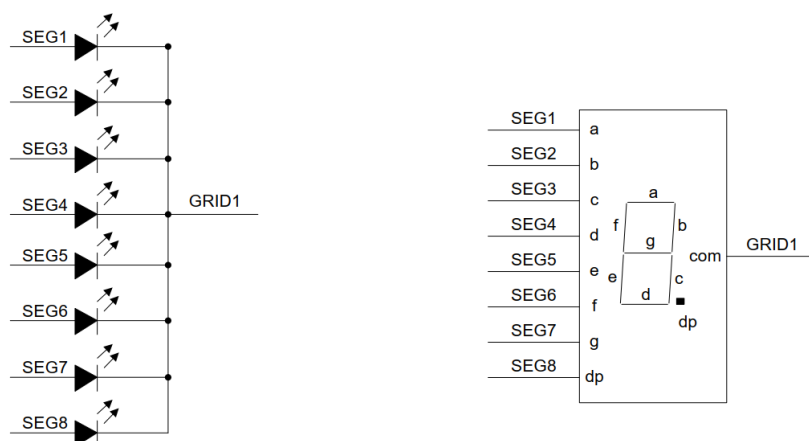 SEG1
SEG2
SEG3
SEG4
GRID1
SEG5
SEG6
SEG7
SEG8
SEG1
a
SEG2
b
SEG3
c
a
SEG4
d
f
b
g
SEG5
e
e
com
GRID1
c
SEG6
f
d
dp
SEG7
g
SEG8
dp